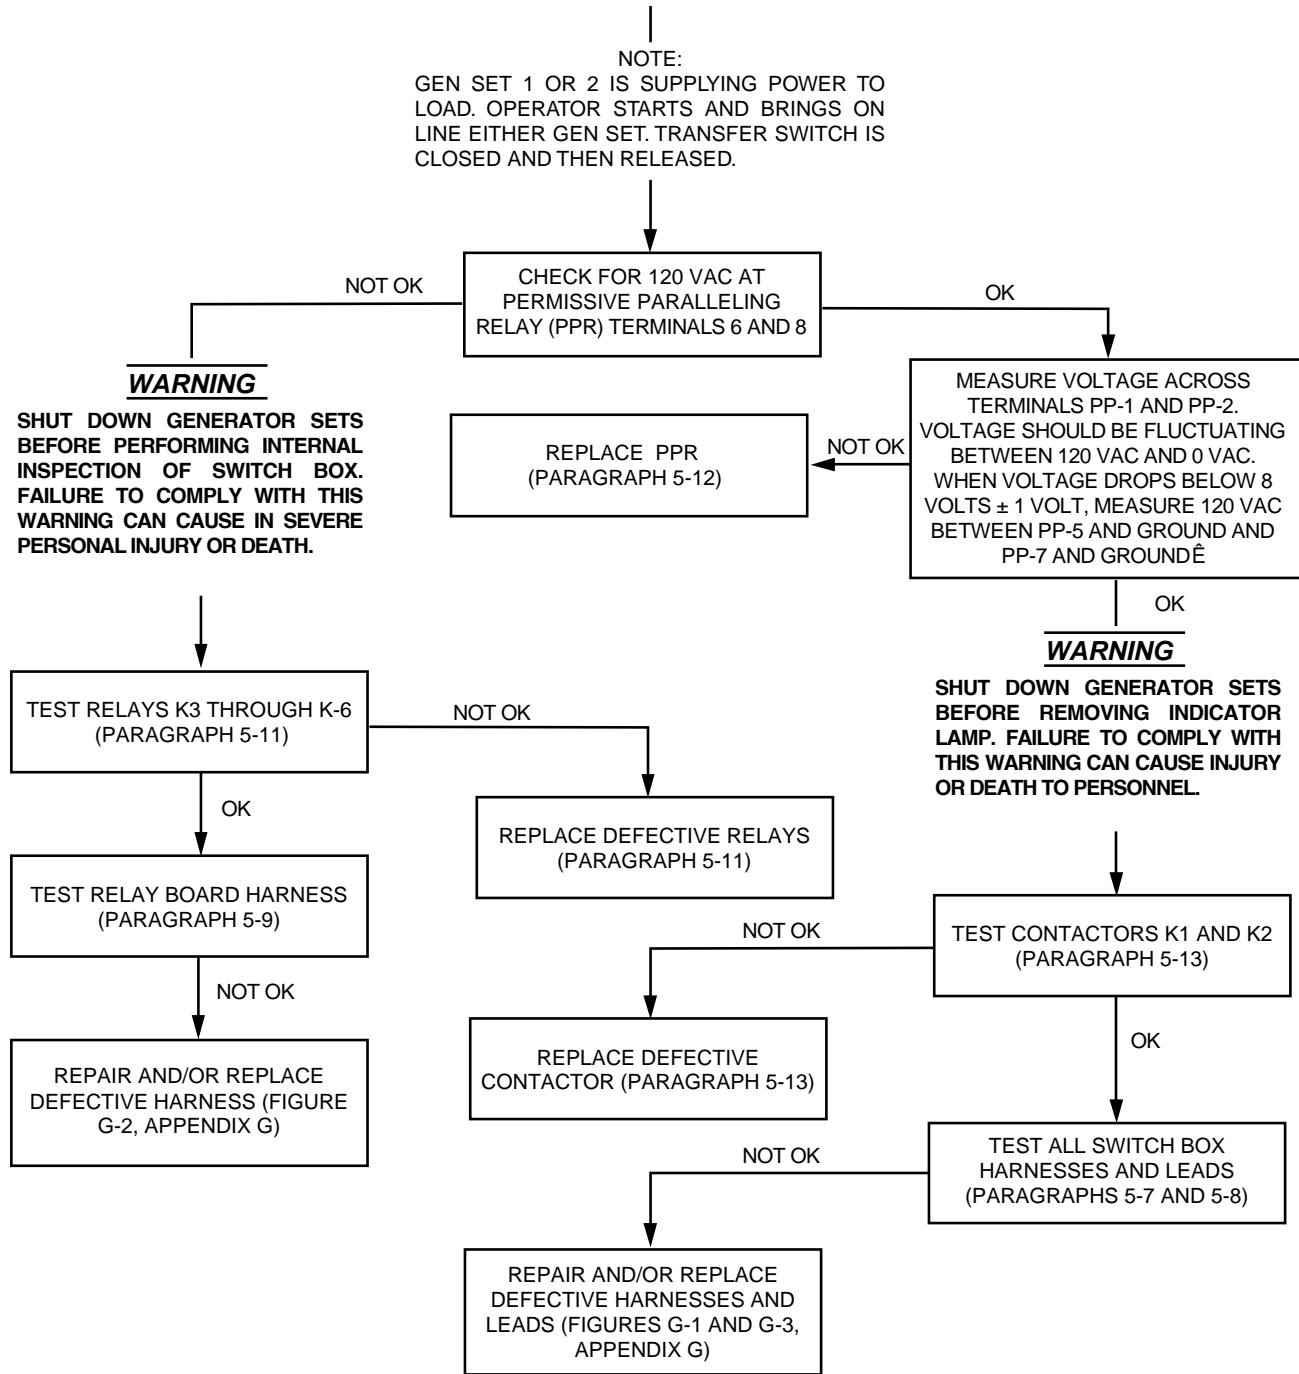 NOTE:
GEN SET 1 OR 2 IS SUPPLYING POWER TO
LOAD. OPERATOR STARTS AND BRINGS ON
LINE EITHER GEN SET. TRANSFER SWITCH IS
CLOSED AND THEN RELEASED.
NOT OK
CHECK FOR 120 VAC AT
PERMISSIVE PARALLELING
RELAY (PPR) TERMINALS 6 AND 8
OK
WARNING
SHUT DOWN GENERATOR SETS
BEFORE PERFORMING INTERNAL
INSPECTION OF SWITCH BOX.
FAILURE TO COMPLY WITH THIS
WARNING CAN CAUSE IN SEVERE
PERSONAL INJURY OR DEATH.
REPLACE PPR
(PARAGRAPH 5-12)
NOT OK
MEASURE VOLTAGE ACROSS
TERMINALS PP-1 AND PP-2.
VOLTAGE SHOULD BE FLUCTUATING
BETWEEN 120 VAC AND 0 VAC.
WHEN VOLTAGE DROPS BELOW 8
VOLTS ± 1 VOLT, MEASURE 120 VAC
BETWEEN PP-5 AND GROUND AND
PP-7 AND GROUNDÊ
OK
WARNING
SHUT DOWN GENERATOR SETS
BEFORE REMOVING INDICATOR
LAMP. FAILURE TO COMPLY WITH
THIS WARNING CAN CAUSE INJURY
OR DEATH TO PERSONNEL.
TEST RELAYS K3 THROUGH K-6
(PARAGRAPH 5-11)
NOT OK
OK
REPLACE DEFECTIVE RELAYS
(PARAGRAPH 5-11)
TEST RELAY BOARD HARNESS
(PARAGRAPH 5-9)
NOT OK
TEST CONTACTORS K1 AND K2
(PARAGRAPH 5-13)
NOT OK
OK
REPAIR AND/OR REPLACE
DEFECTIVE HARNESS (FIGURE
G-2, APPENDIX G)
REPLACE DEFECTIVE
CONTACTOR (PARAGRAPH 5-13)
NOT OK
TEST ALL SWITCH BOX
HARNESSES AND LEADS
(PARAGRAPHS 5-7 AND 5-8)
REPAIR AND/OR REPLACE
DEFECTIVE HARNESSES AND
LEADS (FIGURES G-1 AND G-3,
APPENDIX G)